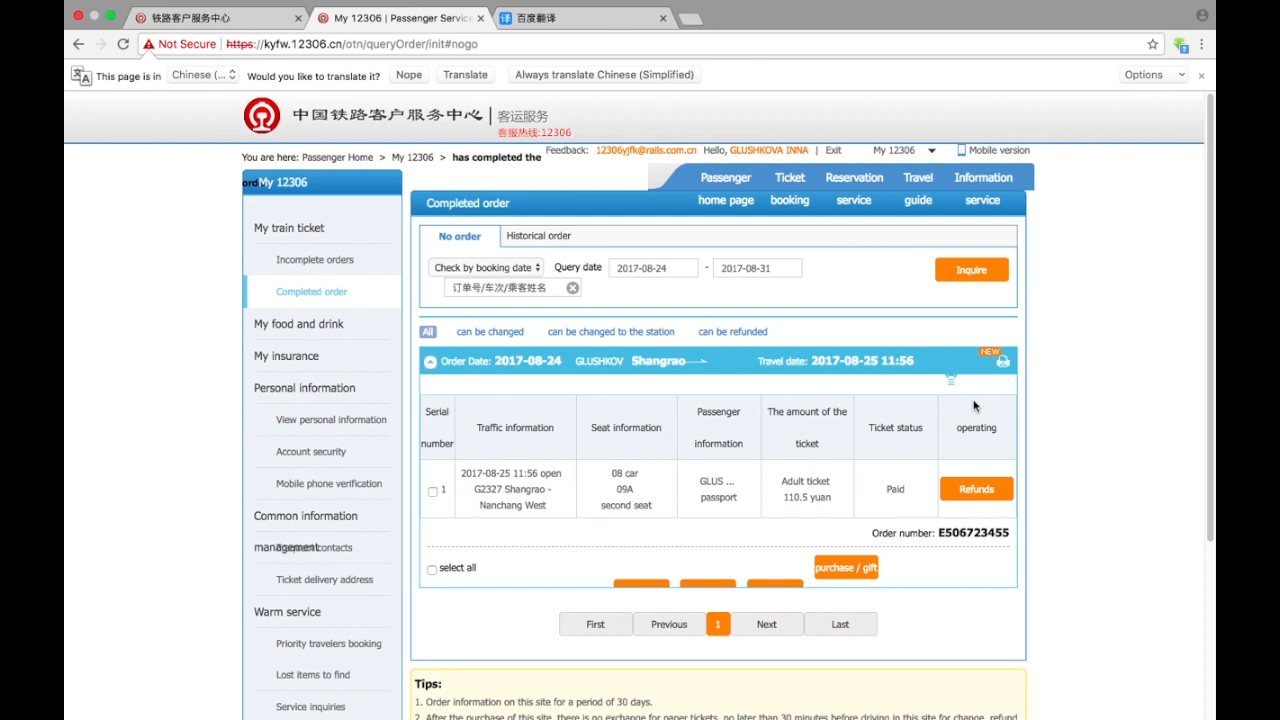 铁路客户服务中心
My 12306 | Passenger Servic
百度翻译
Not Secure | https://kyfw.12306.cn/otn/queryOrder/init#nogo
This page is in Chinese (... Would you like to translate it? Nope Translate Always translate Chinese (Simplified) Options
中国铁路客户服务中心 | 客运服务
客服热线:12306
You are here: Passenger Home > My 12306 > has completed the
Feedback: 12306yjfk@rails.com.cn Hello, GLUSHKOVA INNA | Exit My 12306 Mobile version
My 12306
Passenger home page
Ticket booking
Reservation service
Travel guide
Information service
My train ticket
Incomplete orders
Completed order
My food and drink
My insurance
Personal information
View personal information
Account security
Mobile phone verification
Common information
management contacts
Ticket delivery address
Warm service
Priority travelers booking
Lost items to find
Service inquiries
Completed order
No order Historical order
Check by booking date Query date 2017-08-24 - 2017-08-31 Inquire
订单号/车次/乘客姓名
All can be changed can be changed to the station can be refunded
Order Date: 2017-08-24 GLUSHKOV Shangrao Travel date: 2017-08-25 11:56 NEW
Serial number
Traffic information
Seat information
Passenger information
The amount of the ticket
Ticket status
operating
1
2017-08-25 11:56 open
G2327 Shangrao -
Nanchang West
08 car
09A
second seat
GLUS ...
passport
Adult ticket
110.5 yuan
Paid
Refunds
Order number: E506723455
select all
purchase / gift
First Previous 1 Next Last
Tips:
1. Order information on this site for a period of 30 days.
2. After the purchase of this site, there is no exchange for paper tickets, no later than 30 minutes before driving in this site for change, refund